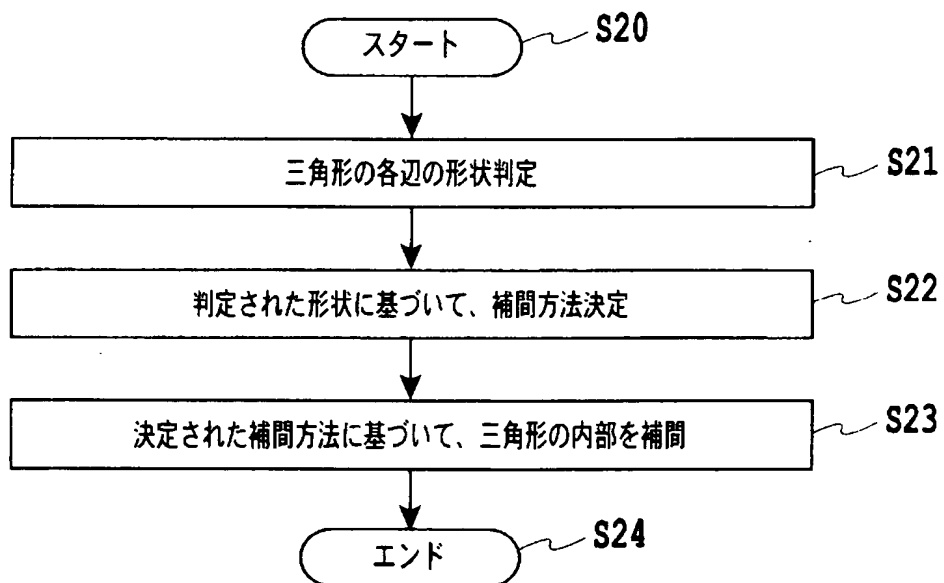 スタート
S20
三角形の各辺の形状判定
S21
判定された形状に基づいて、補間方法決定
S22
決定された補間方法に基づいて、三角形の内部を補間
S23
エンド
S24